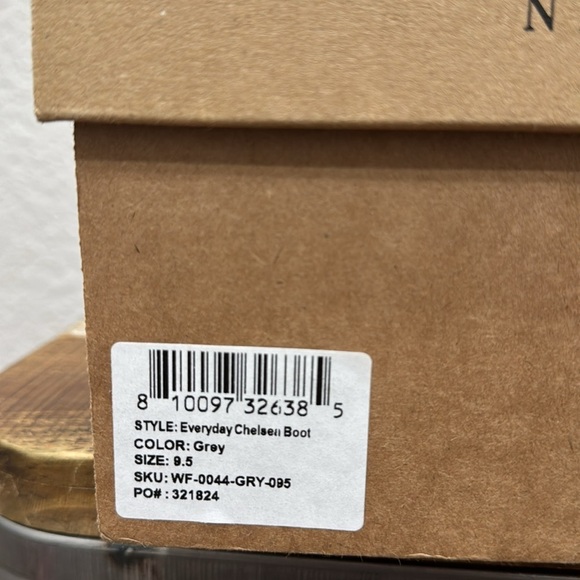 N
8 10097 32638 5
STYLE: Everyday Chelsea Boot
COLOR: Grey
SIZE: 9.5
SKU: WF-0044-GRY-095
PO# : 321824